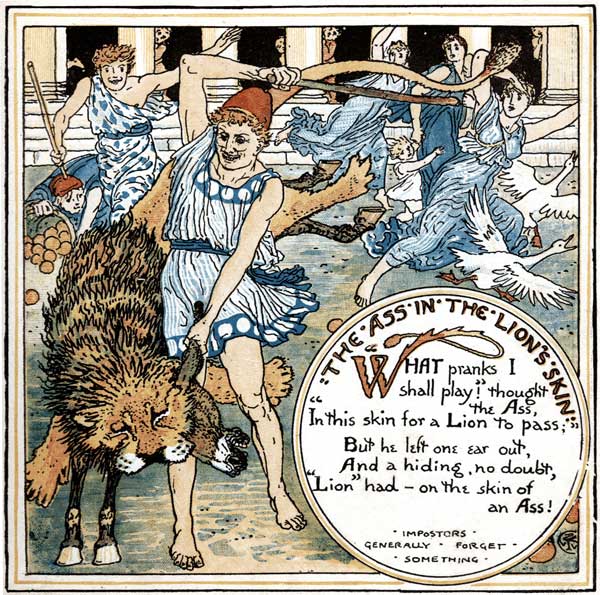 "THE · ASS · IN · THE · LION'S · SKIN"
WHAT pranks I
shall play!" thought
the Ass,
"In this skin for a Lion to pass;"
But he left one ear out,
And a hiding, no doubt,
"Lion" had – on the skin of
an Ass!
· IMPOSTORS ·
GENERALLY · FORGET ·
· SOMETHING ·